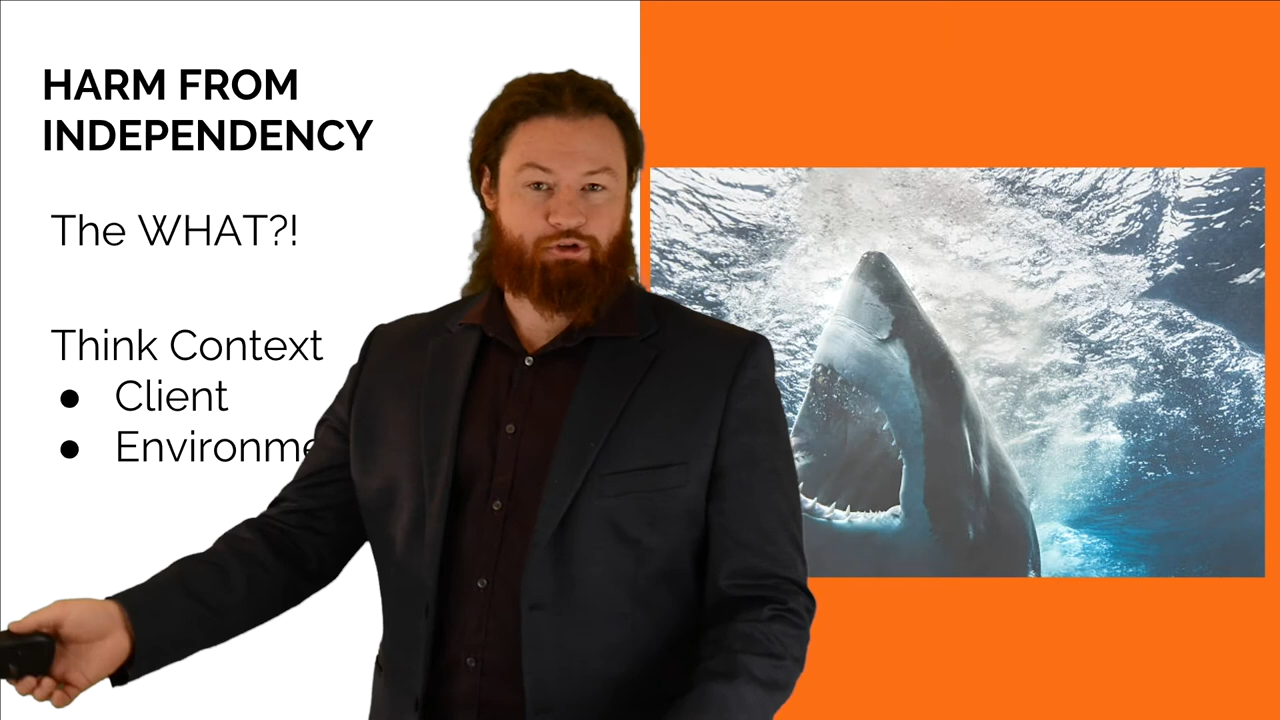 HARM FROM
INDEPENDENCY
The WHAT?!
Think Context
● Client
● Environme